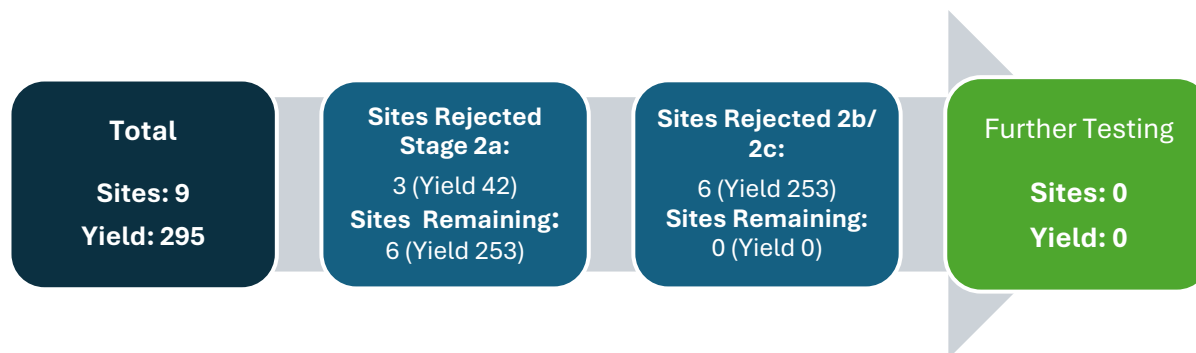 Total
Sites: 9
Yield: 295
Sites Rejected
Stage 2a:
3 (Yield 42)
Sites Remaining:
6 (Yield 253)
Sites Rejected 2b/
2c:
6 (Yield 253)
Sites Remaining:
0 (Yield 0)
Further Testing
Sites: 0
Yield: 0